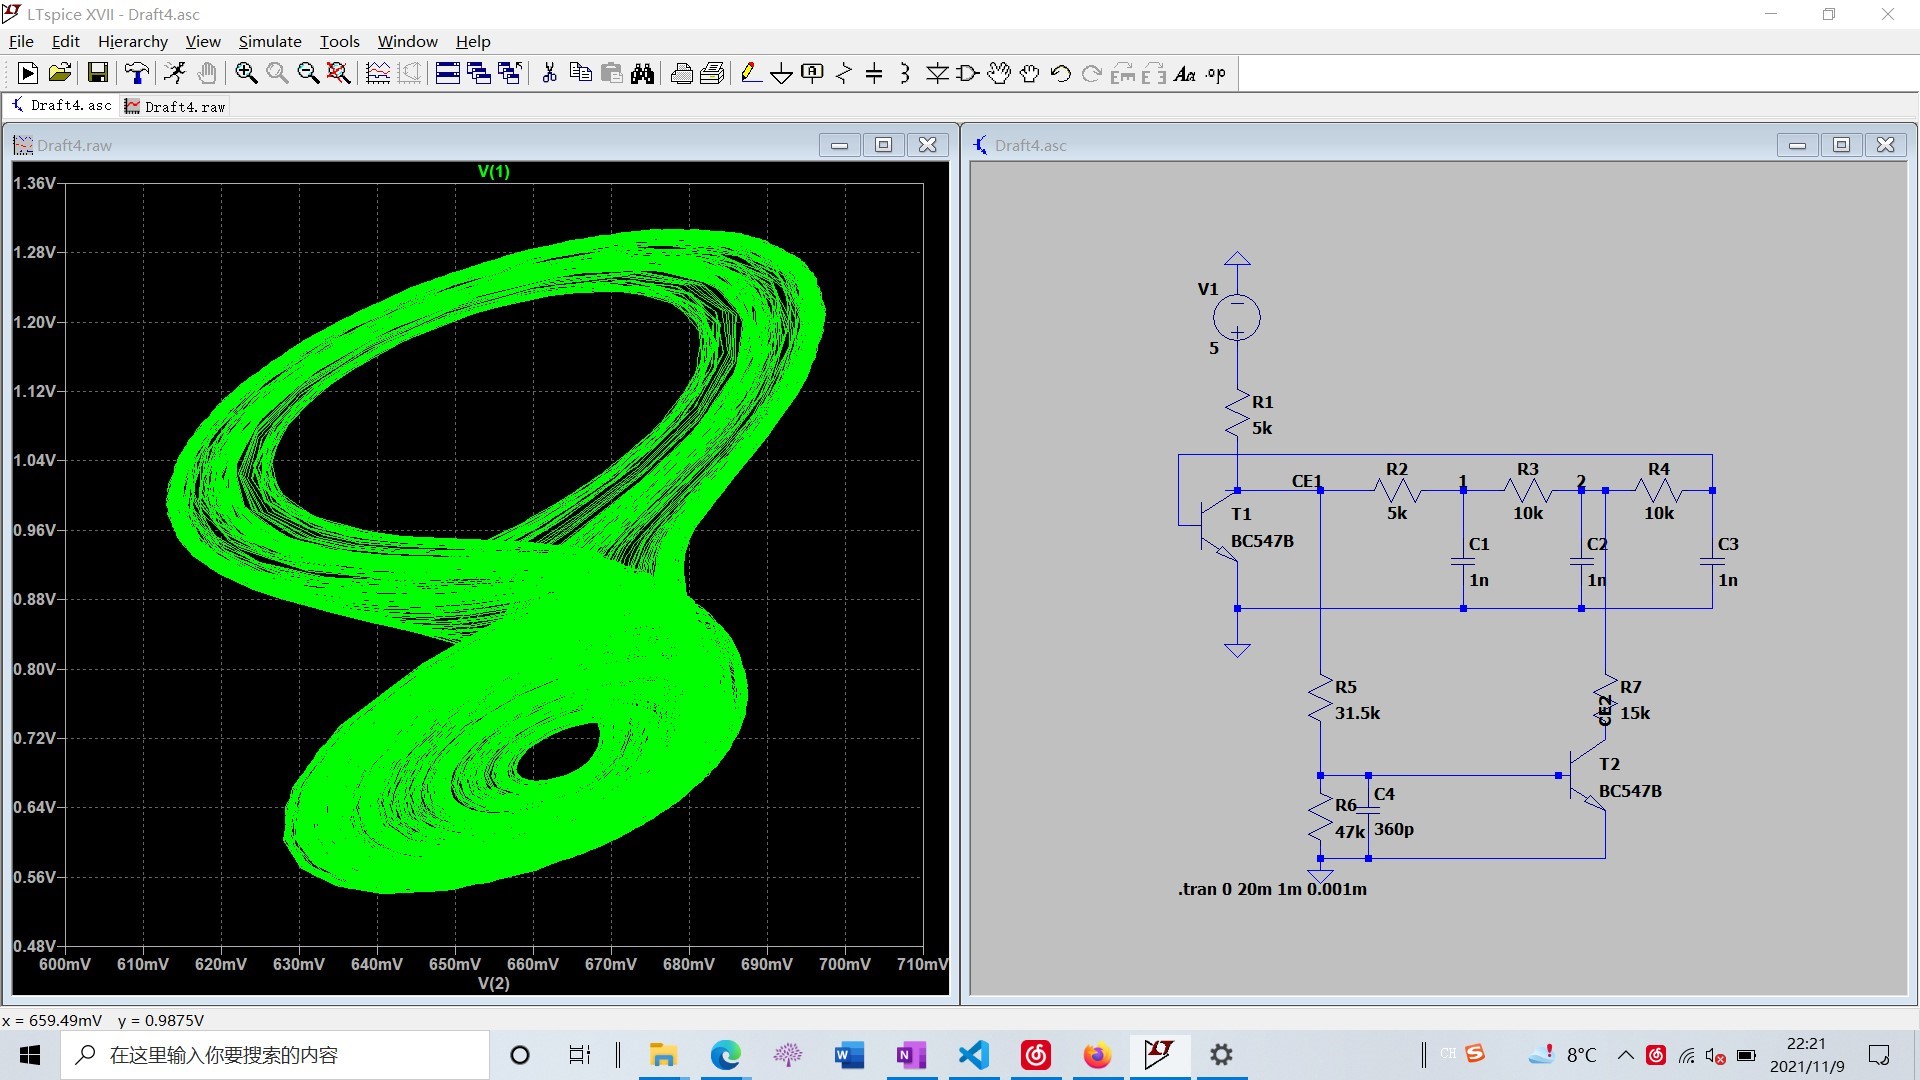 LTspice XVII - Draft4.asc
File Edit Hierarchy View Simulate Tools Window Help
Draft4.asc Draft4.raw
Draft4.raw
V(1)
1.36V
1.28V
1.20V
1.12V
1.04V
0.96V
0.88V
0.80V
0.72V
0.64V
0.56V
0.48V
600mV 610mV 620mV 630mV 640mV 650mV 660mV 670mV 680mV 690mV 700mV 710mV
V(2)
Draft4.asc
V1
5
R1
5k
CE1 R2 1 R3 2 R4
5k 10k 10k
T1
BC547B
C1 C2 C3
1n 1n 1n
R5
31.5k
R7
15k
CE2
T2
BC547B
R6 C4
47k 360p
.tran 0 20m 1m 0.001m
x = 659.49mV y = 0.9875V
在这里输入你要搜索的内容
CH
8°C
22:21
2021/11/9